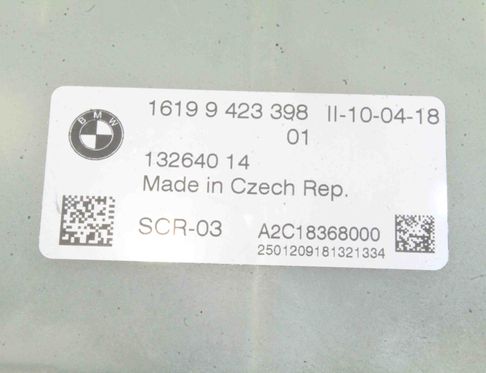 BMW
1619 9 423 398 II-10-04-18
01
132640 14
Made in Czech Rep.
SCR-03 A2C18368000
2501209181321334